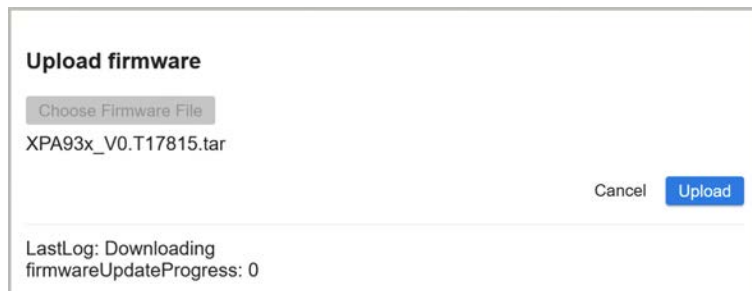 Upload firmware
Choose Firmware File
XPA93x_V0.T17815.tar
Cancel Upload
LastLog: Downloading
firmwareUpdateProgress: 0